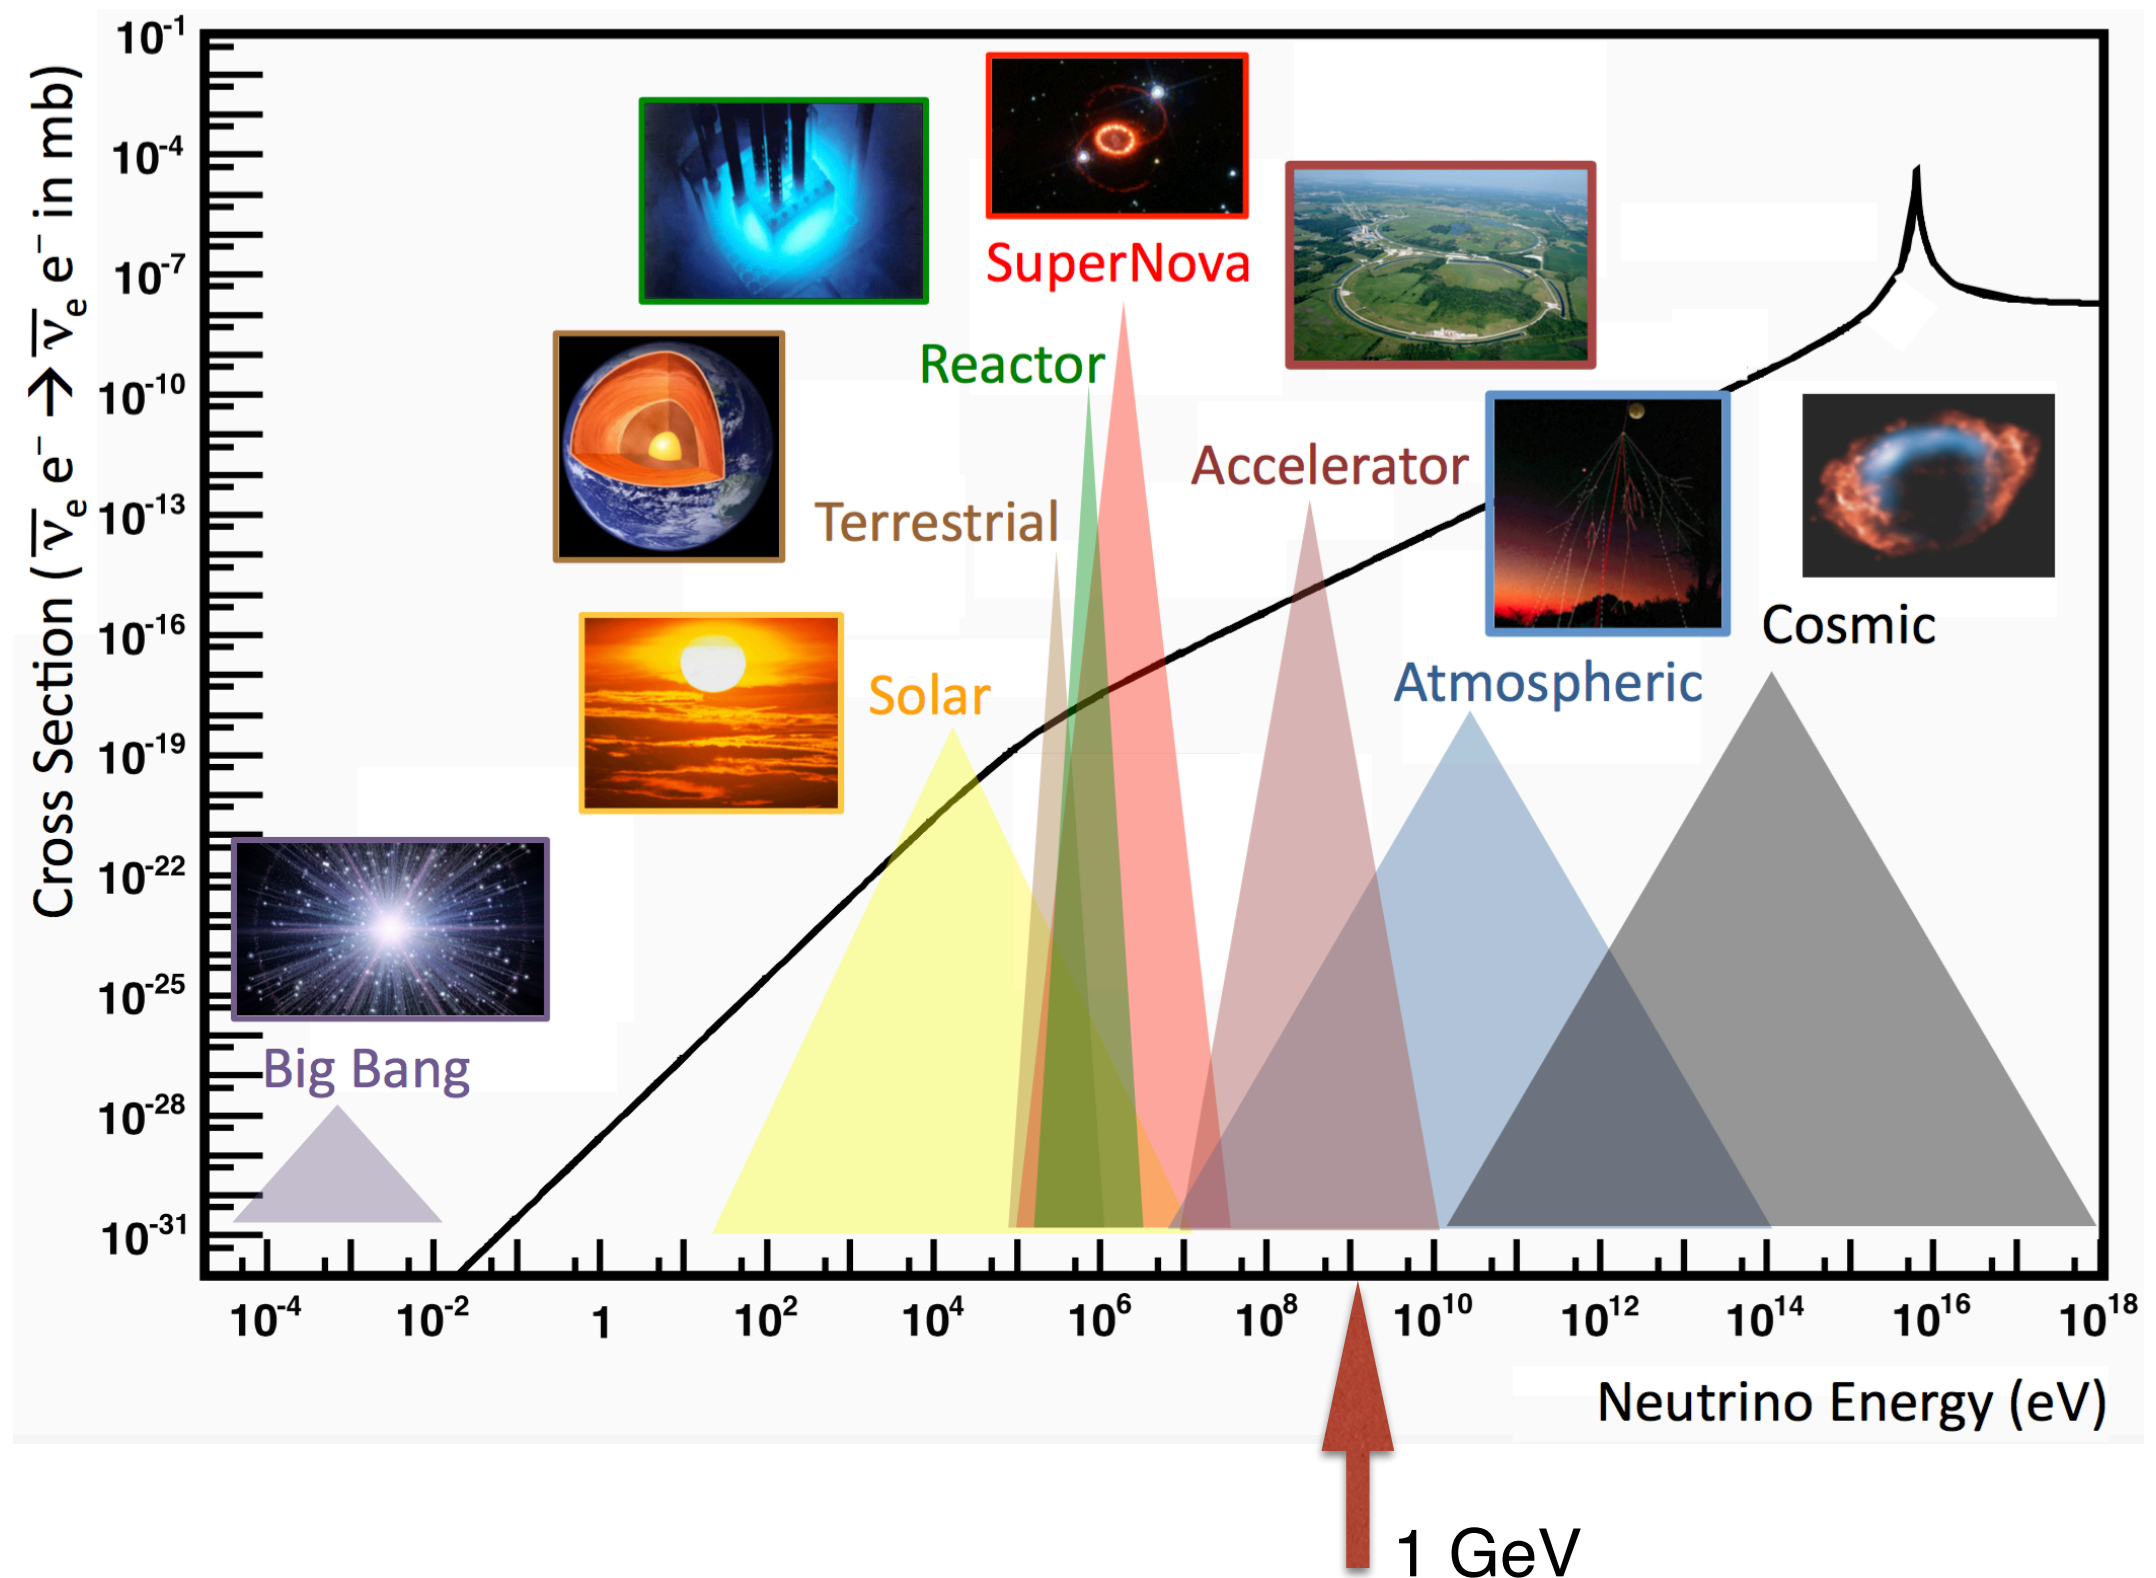 Cross Section (ν̅ₑ e⁻ → ν̅ₑ e⁻ in mb)
10⁻¹
10⁻⁴
10⁻⁷
10⁻¹⁰
10⁻¹³
10⁻¹⁶
10⁻¹⁹
10⁻²²
10⁻²⁵
10⁻²⁸
10⁻³¹
SuperNova
Reactor
Accelerator
Terrestrial
Cosmic
Solar
Atmospheric
Big Bang
10⁻⁴ 10⁻² 1 10² 10⁴ 10⁶ 10⁸ 10¹⁰ 10¹² 10¹⁴ 10¹⁶ 10¹⁸
Neutrino Energy (eV)
1 GeV